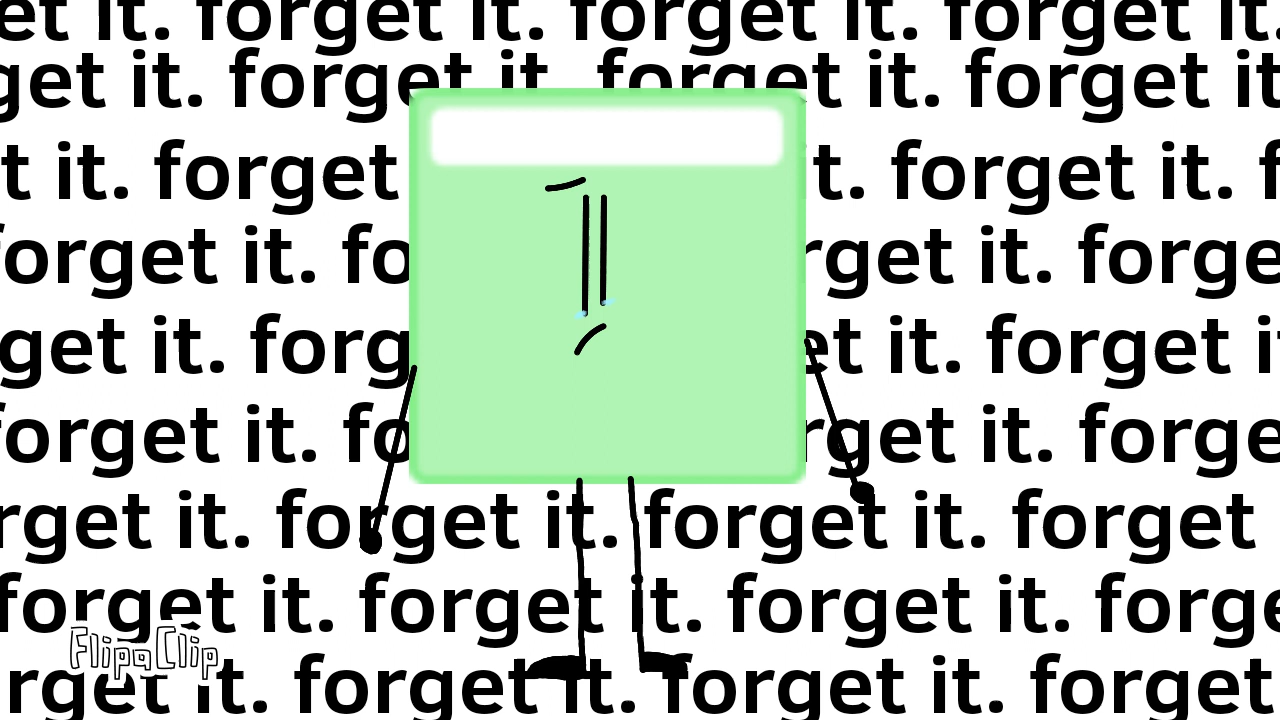 et it. forget it. forget it. forget it. forget it.
get it. forget it. forget it. forget it
t it. forget t. forget it. f
forget it. fo rget it. forge
get it. forg et it. forget it
forget it. fo rget it. forge
rget it. forget it. forget it. forget
forget it. forget it. forget it. forge
FlipaClip
rget it. forget it. forget it. forget